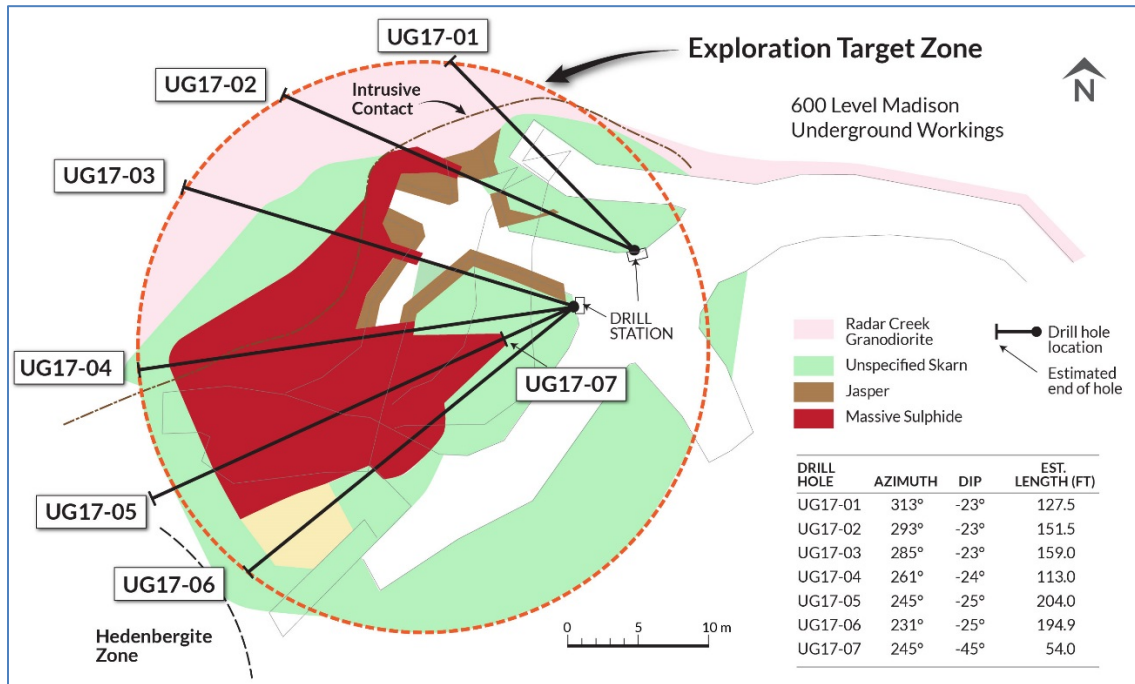 UG17-01
UG17-02
Exploration Target Zone
N
Intrusive
Contact
600 Level Madison
Underground Workings
UG17-03
DRILL
STATION
UG17-04
UG17-07
Radar Creek
Granodiorite
Unspecified Skarn
Jasper
Massive Sulphide
Drill hole
location
Estimated
end of hole
UG17-05
UG17-06
Hedenbergite
Zone
0 5 10 m
DRILL HOLE AZIMUTH DIP EST. LENGTH (FT)
UG17-01 313° -23° 127.5
UG17-02 293° -23° 151.5
UG17-03 285° -23° 159.0
UG17-04 261° -24° 113.0
UG17-05 245° -25° 204.0
UG17-06 231° -25° 194.9
UG17-07 245° -45° 54.0